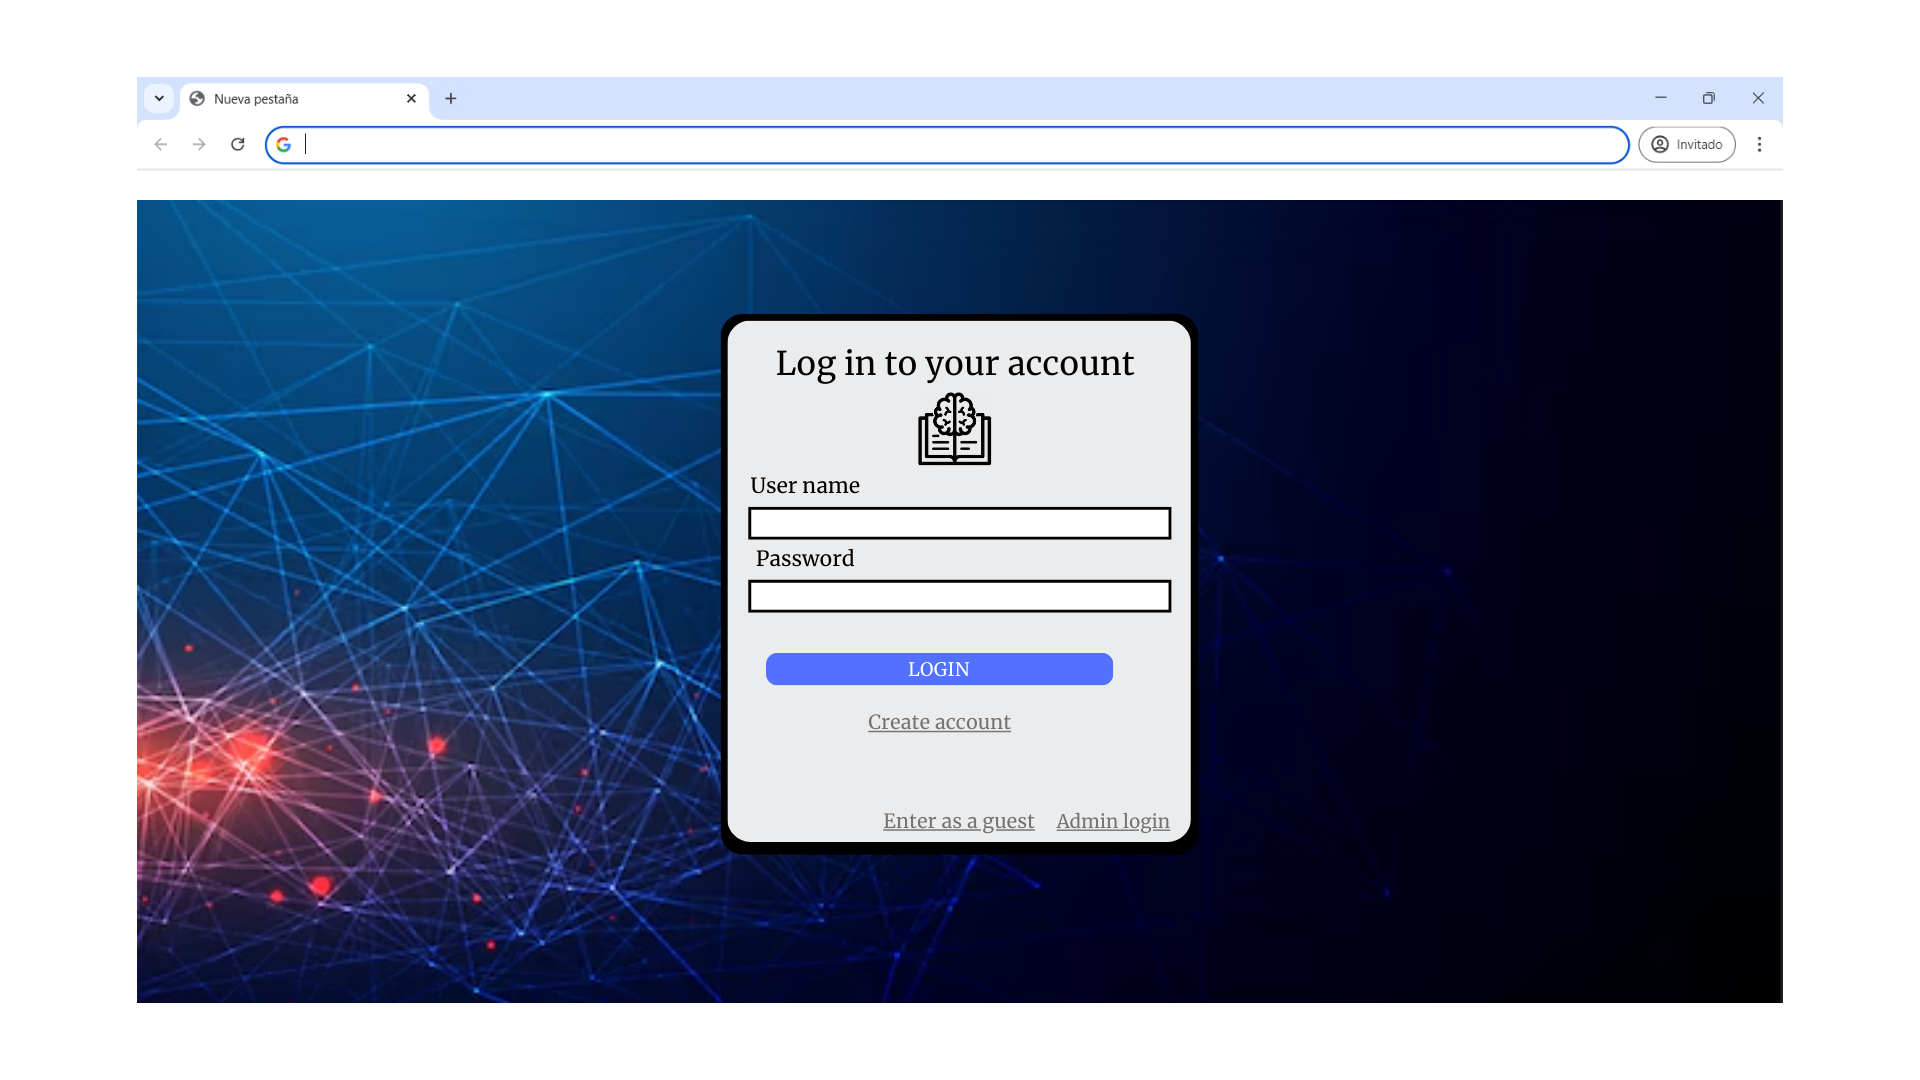 Nueva pestaña
Invitado
Log in to your account
User name
Password
LOGIN
Create account
Enter as a guest Admin login